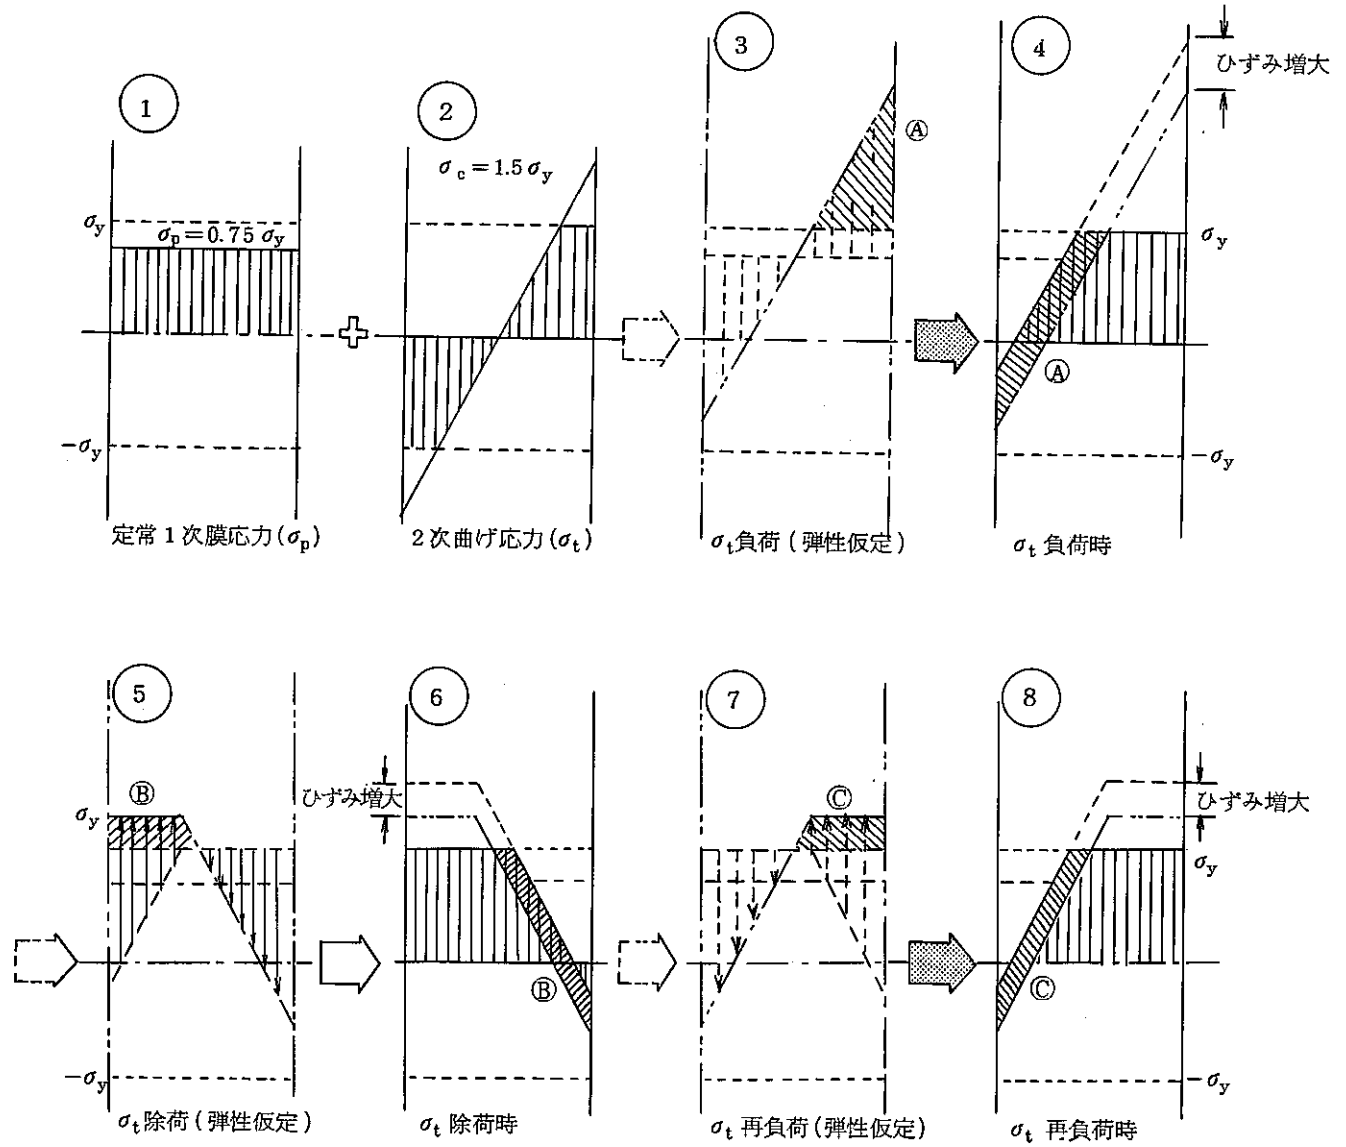 1
σy
σp=0.75 σy
−σy
定常1次膜応力(σp)
2
σc=1.5 σy
2次曲げ応力(σt)
3
Ⓐ
σt負荷(弾性仮定)
4
ひずみ増大
σy
Ⓐ
−σy
σt 負荷時
5
Ⓑ
σy
−σy
σt除荷(弾性仮定)
6
ひずみ増大
Ⓑ
σt 除荷時
7
Ⓒ
σt 再負荷(弾性仮定)
8
ひずみ増大
σy
Ⓒ
−σy
σt 再負荷時